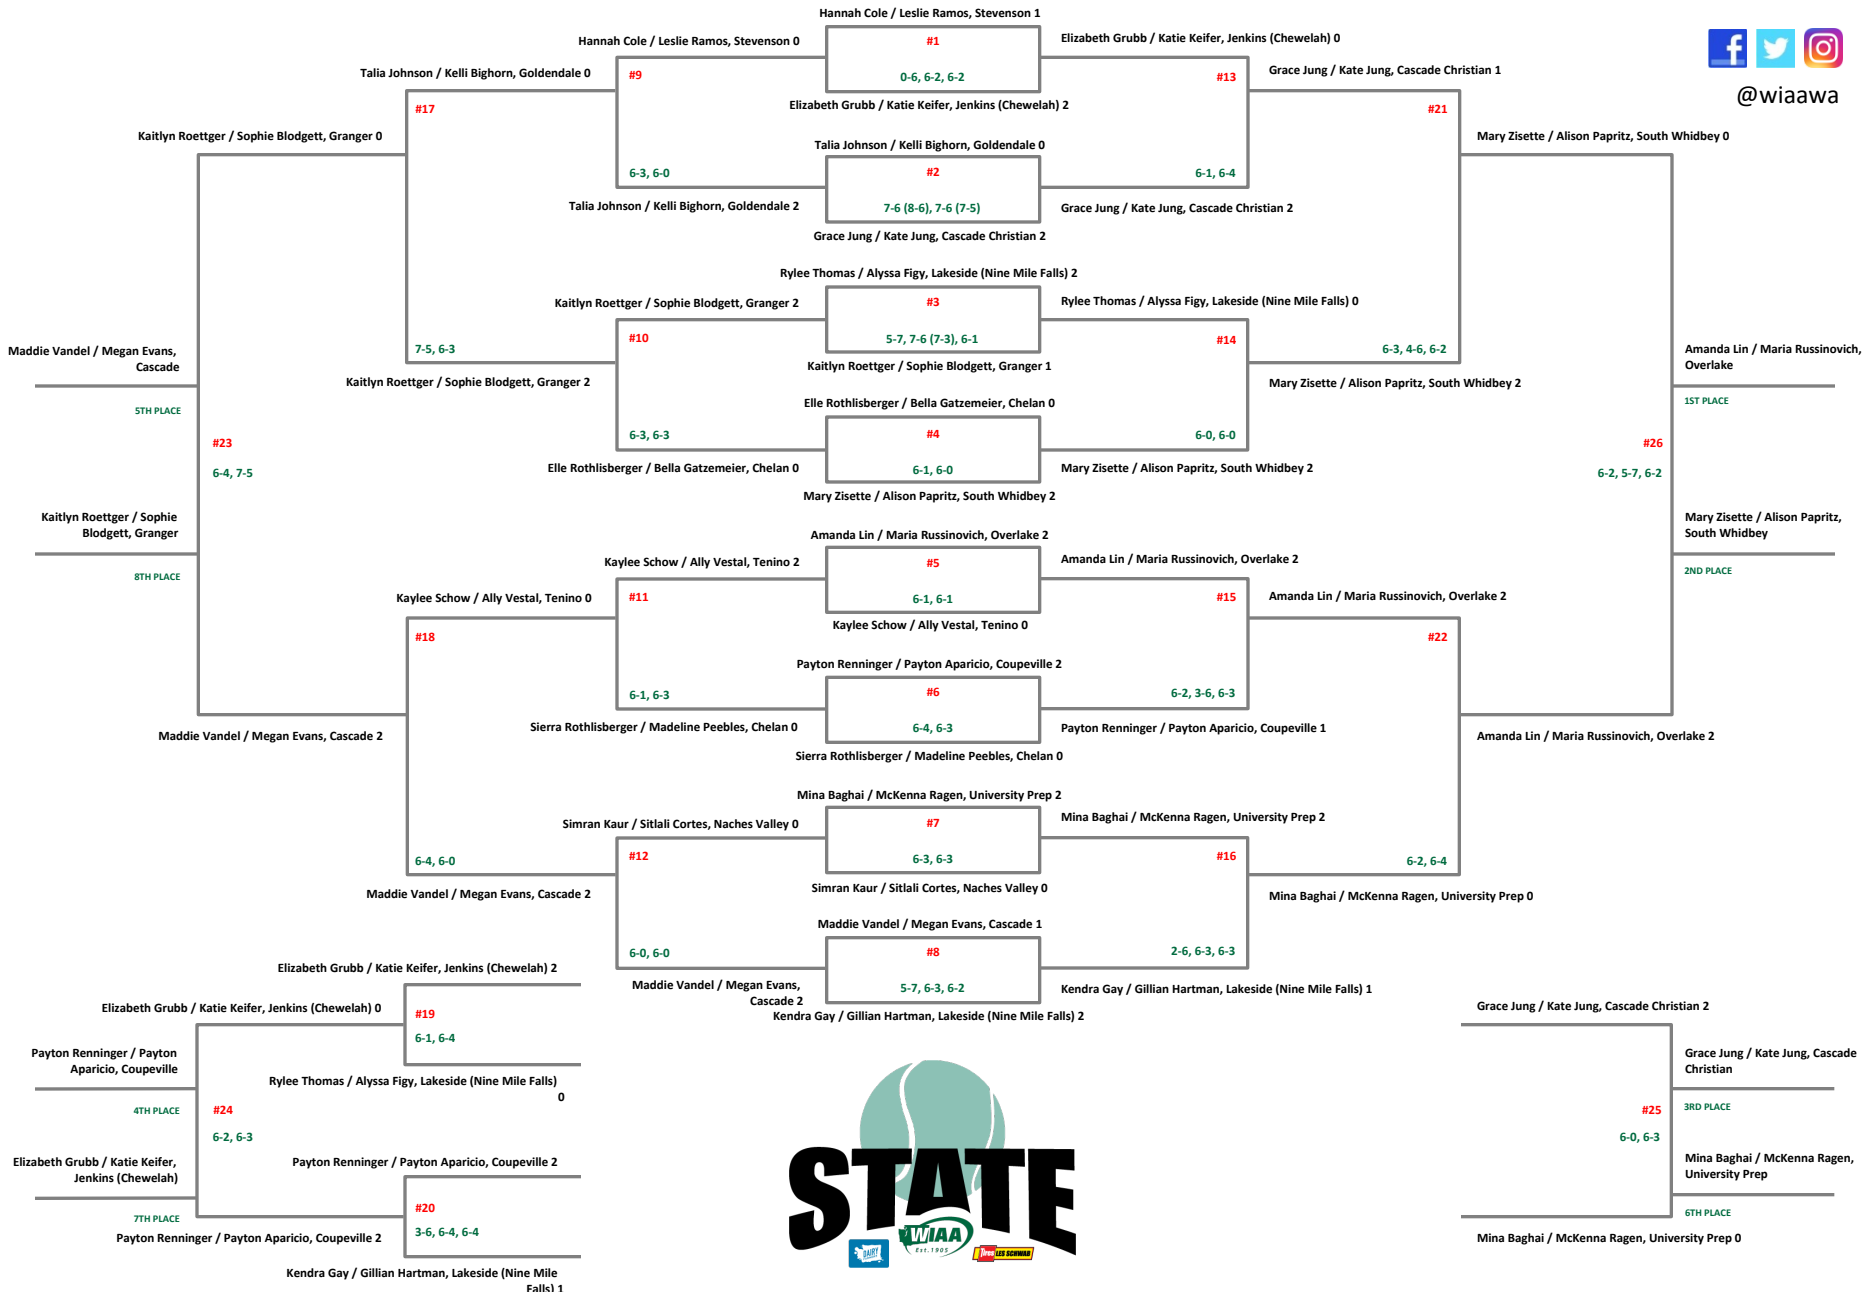 Hannah Cole / Leslie Ramos, Stevenson 1
Hannah Cole / Leslie Ramos, Stevenson 0
#1
Elizabeth Grubb / Katie Keifer, Jenkins (Chewelah) 0
Talia Johnson / Kelli Bighorn, Goldendale 0
#9
0-6, 6-2, 6-2
#13
Grace Jung / Kate Jung, Cascade Christian 1
@wiaawa
#17
Elizabeth Grubb / Katie Keifer, Jenkins (Chewelah) 2
#21
Kaitlyn Roettger / Sophie Blodgett, Granger 0
Talia Johnson / Kelli Bighorn, Goldendale 0
Mary Zisette / Alison Papritz, South Whidbey 0
6-3, 6-0
#2
6-1, 6-4
Talia Johnson / Kelli Bighorn, Goldendale 2
7-6 (8-6), 7-6 (7-5)
Grace Jung / Kate Jung, Cascade Christian 2
Grace Jung / Kate Jung, Cascade Christian 2
Rylee Thomas / Alyssa Figy, Lakeside (Nine Mile Falls) 2
Kaitlyn Roettger / Sophie Blodgett, Granger 2
#3
Rylee Thomas / Alyssa Figy, Lakeside (Nine Mile Falls) 0
#10
5-7, 7-6 (7-3), 6-1
#14
Maddie Vandel / Megan Evans,
Cascade
7-5, 6-3
Kaitlyn Roettger / Sophie Blodgett, Granger 1
6-3, 4-6, 6-2
Amanda Lin / Maria Russinovich,
Overlake
Kaitlyn Roettger / Sophie Blodgett, Granger 2
Mary Zisette / Alison Papritz, South Whidbey 2
5TH PLACE
Elle Rothlisberger / Bella Gatzemeier, Chelan 0
1ST PLACE
#23
6-3, 6-3
#4
6-0, 6-0
#26
6-4, 7-5
Elle Rothlisberger / Bella Gatzemeier, Chelan 0
6-1, 6-0
Mary Zisette / Alison Papritz, South Whidbey 2
6-2, 5-7, 6-2
Mary Zisette / Alison Papritz, South Whidbey 2
Kaitlyn Roettger / Sophie
Blodgett, Granger
Mary Zisette / Alison Papritz,
South Whidbey
Amanda Lin / Maria Russinovich, Overlake 2
8TH PLACE
Kaylee Schow / Ally Vestal, Tenino 2
#5
Amanda Lin / Maria Russinovich, Overlake 2
2ND PLACE
Kaylee Schow / Ally Vestal, Tenino 0
#11
6-1, 6-1
#15
Amanda Lin / Maria Russinovich, Overlake 2
#18
Kaylee Schow / Ally Vestal, Tenino 0
#22
Payton Renninger / Payton Aparicio, Coupeville 2
6-1, 6-3
#6
6-2, 3-6, 6-3
Sierra Rothlisberger / Madeline Peebles, Chelan 0
6-4, 6-3
Payton Renninger / Payton Aparicio, Coupeville 1
Maddie Vandel / Megan Evans, Cascade 2
Sierra Rothlisberger / Madeline Peebles, Chelan 0
Amanda Lin / Maria Russinovich, Overlake 2
Mina Baghai / McKenna Ragen, University Prep 2
Simran Kaur / Sitlali Cortes, Naches Valley 0
#7
Mina Baghai / McKenna Ragen, University Prep 2
6-4, 6-0
#12
6-3, 6-3
#16
6-2, 6-4
Maddie Vandel / Megan Evans, Cascade 2
Simran Kaur / Sitlali Cortes, Naches Valley 0
Mina Baghai / McKenna Ragen, University Prep 0
Maddie Vandel / Megan Evans, Cascade 1
6-0, 6-0
#8
2-6, 6-3, 6-3
Elizabeth Grubb / Katie Keifer, Jenkins (Chewelah) 2
Maddie Vandel / Megan Evans,
Cascade 2
5-7, 6-3, 6-2
Kendra Gay / Gillian Hartman, Lakeside (Nine Mile Falls) 1
Elizabeth Grubb / Katie Keifer, Jenkins (Chewelah) 0
#19
Kendra Gay / Gillian Hartman, Lakeside (Nine Mile Falls) 2
Grace Jung / Kate Jung, Cascade Christian 2
6-1, 6-4
Payton Renninger / Payton
Aparicio, Coupeville
Grace Jung / Kate Jung, Cascade
Christian
Rylee Thomas / Alyssa Figy, Lakeside (Nine Mile Falls)
0
4TH PLACE
#24
#25
3RD PLACE
6-2, 6-3
6-0, 6-3
Elizabeth Grubb / Katie Keifer,
Jenkins (Chewelah)
Payton Renninger / Payton Aparicio, Coupeville 2
Mina Baghai / McKenna Ragen,
University Prep
7TH PLACE
#20
6TH PLACE
Payton Renninger / Payton Aparicio, Coupeville 2
3-6, 6-4, 6-4
Mina Baghai / McKenna Ragen, University Prep 0
Kendra Gay / Gillian Hartman, Lakeside (Nine Mile
Falls) 1
STATE
WIAA
Est. 1905
DAIRY
Tires LES SCHWAB